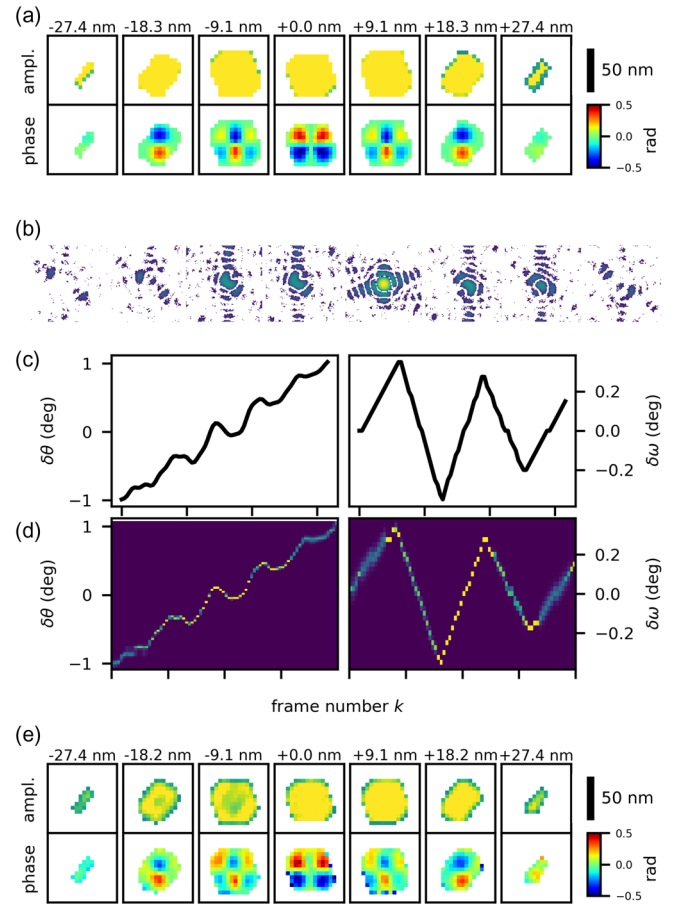 (a)
-27.4 nm -18.3 nm -9.1 nm +0.0 nm +9.1 nm +18.3 nm +27.4 nm
ampl.
50 nm
phase
0.5
0.0
−0.5
rad
(b)
(c)
1
0
−1
δθ (deg)
0.2
0.0
−0.2
δω (deg)
(d)
1
0
−1
δθ (deg)
0.2
0.0
−0.2
δω (deg)
frame number k
(e)
-27.4 nm -18.2 nm -9.1 nm +0.0 nm +9.1 nm +18.2 nm +27.4 nm
ampl.
50 nm
phase
0.5
0.0
−0.5
rad